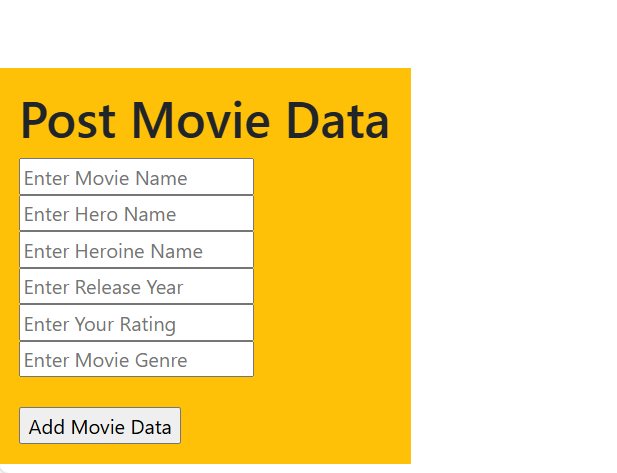 Post Movie Data
Enter Movie Name
Enter Hero Name
Enter Heroine Name
Enter Release Year
Enter Your Rating
Enter Movie Genre
Add Movie Data